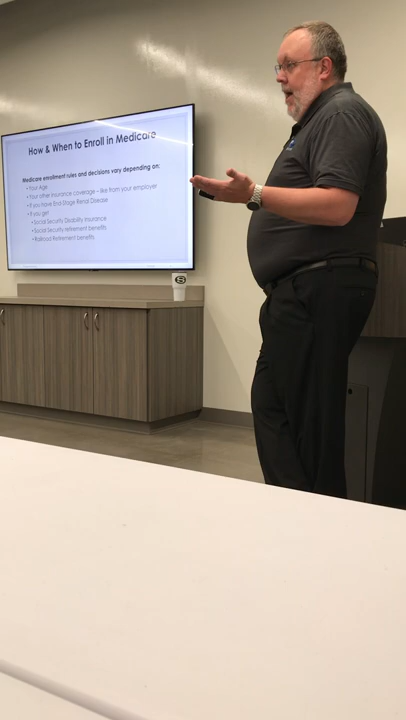 How & When to Enroll in Medicare
Medicare enrollment rules and decisions vary depending on:
• Your Age
• Your other insurance coverage – like from your employer
• If you have End-Stage Renal Disease
• If you get
• Social Security Disability Insurance
• Social Security retirement benefits
• Railroad Retirement benefits
S